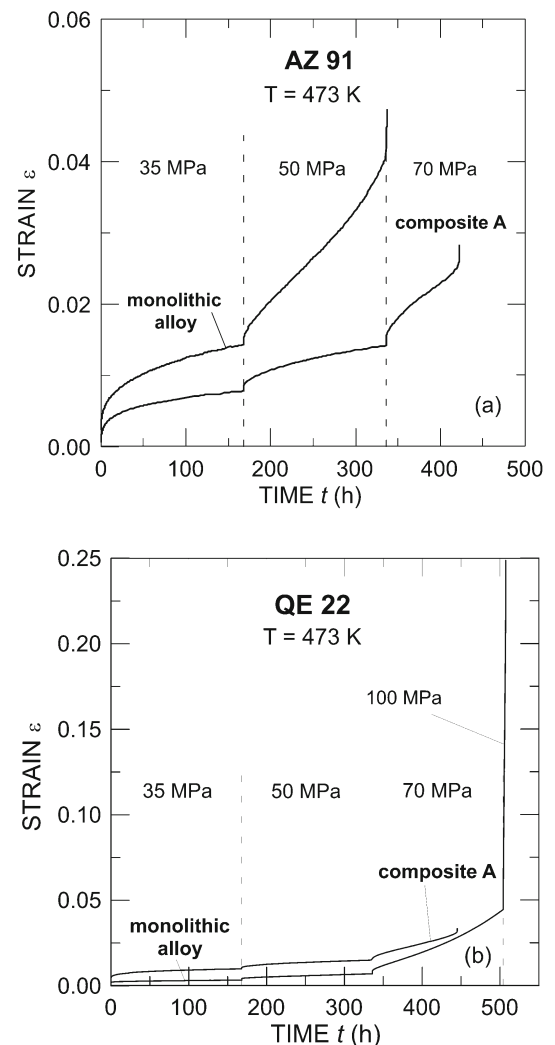 0.06
AZ 91
T = 473 K
0.04
35 MPa
50 MPa
70 MPa
composite A
STRAIN ε
monolithic
alloy
0.02
(a)
0.00
0
100
200
300
400
500
TIME t (h)
0.25
QE 22
T = 473 K
0.20
100 MPa
0.15
STRAIN ε
35 MPa
50 MPa
70 MPa
0.10
composite A
0.05
monolithic
alloy
(b)
0.00
0
100
200
300
400
500
TIME t (h)